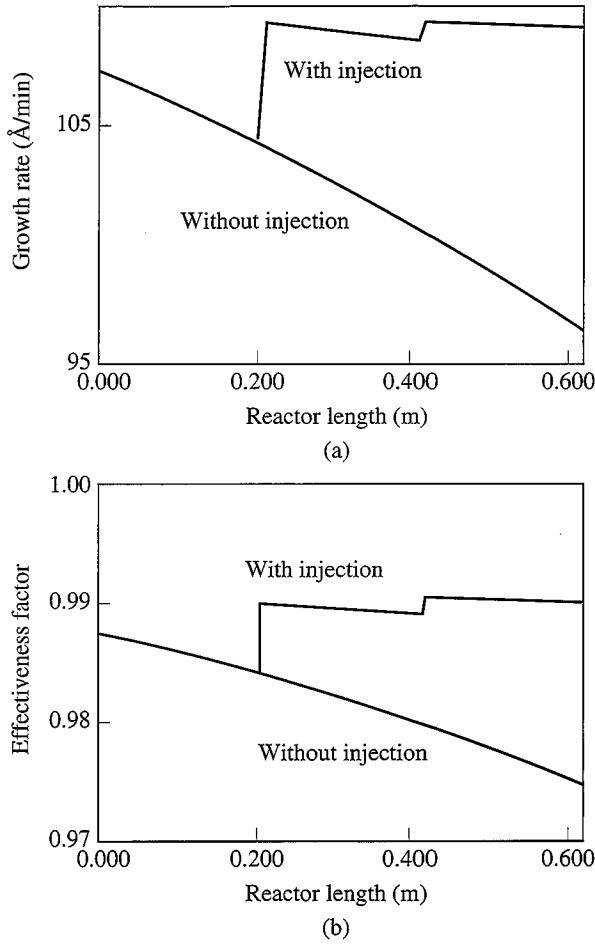 Growth rate (Å/min)
105
95
With injection
Without injection
0.000
0.200
0.400
0.600
Reactor length (m)
(a)
Effectiveness factor
1.00
0.99
0.98
0.97
With injection
Without injection
0.000
0.200
0.400
0.600
Reactor length (m)
(b)